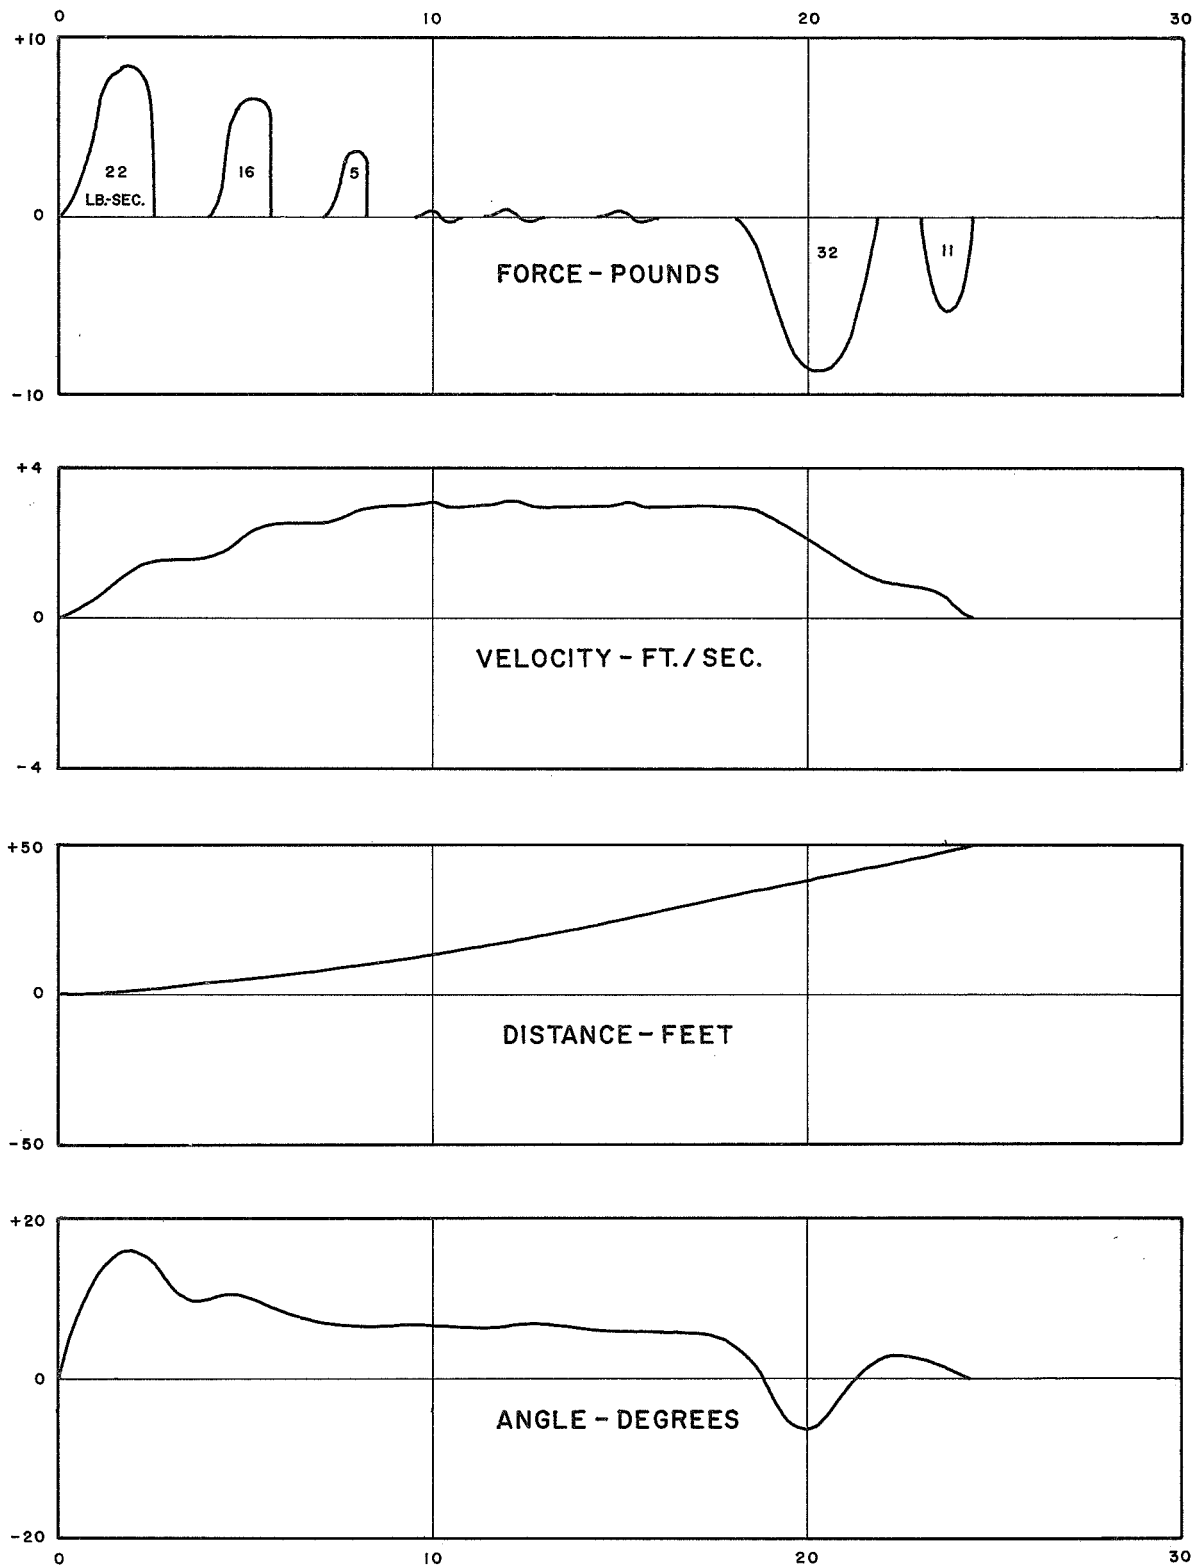 0 10 20 30
+10
22
LB.-SEC.
16
5
0
32
11
FORCE - POUNDS
-10
+4
0
VELOCITY - FT. / SEC.
-4
+50
0
DISTANCE - FEET
-50
+20
0
ANGLE - DEGREES
-20
0 10 20 30